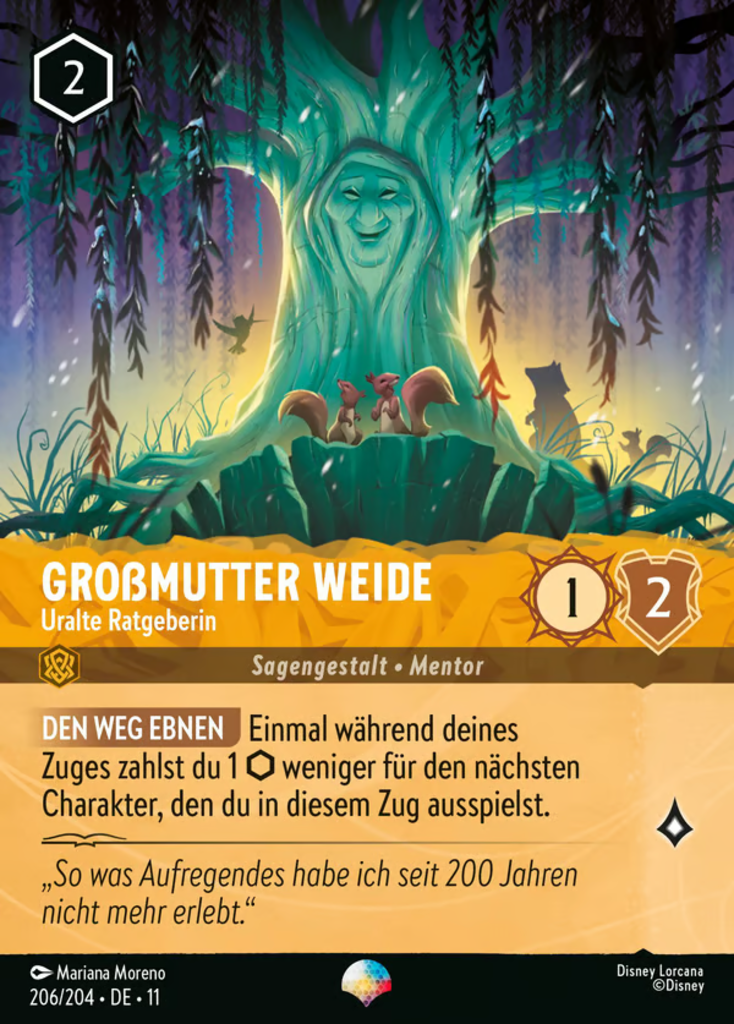 2
GROẞMUTTER WEIDE
Uralte Ratgeberin
1
2
Sagengestalt • Mentor
DEN WEG EBNEN Einmal während deines
Zuges zahlst du 1 ⬡ weniger für den nächsten
Charakter, den du in diesem Zug ausspielst.
„So was Aufregendes habe ich seit 200 Jahren
nicht mehr erlebt.“
Mariana Moreno
206/204 • DE • 11
Disney Lorcana
©Disney